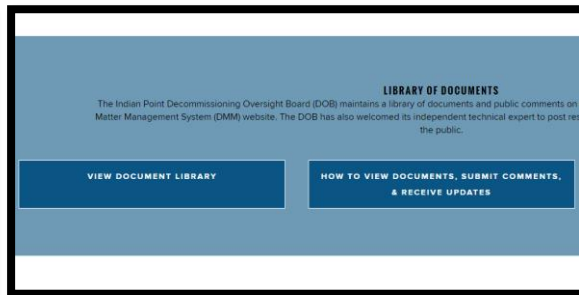 LIBRARY OF DOCUMENTS
The Indian Point Decommissioning Oversight Board (DOB) maintains a library of documents and public comments on
Matter Management System (DMM) website. The DOB has also welcomed its independent technical expert to post
the public.
VIEW DOCUMENT LIBRARY
HOW TO VIEW DOCUMENTS, SUBMIT COMMENTS,
& RECEIVE UPDATES